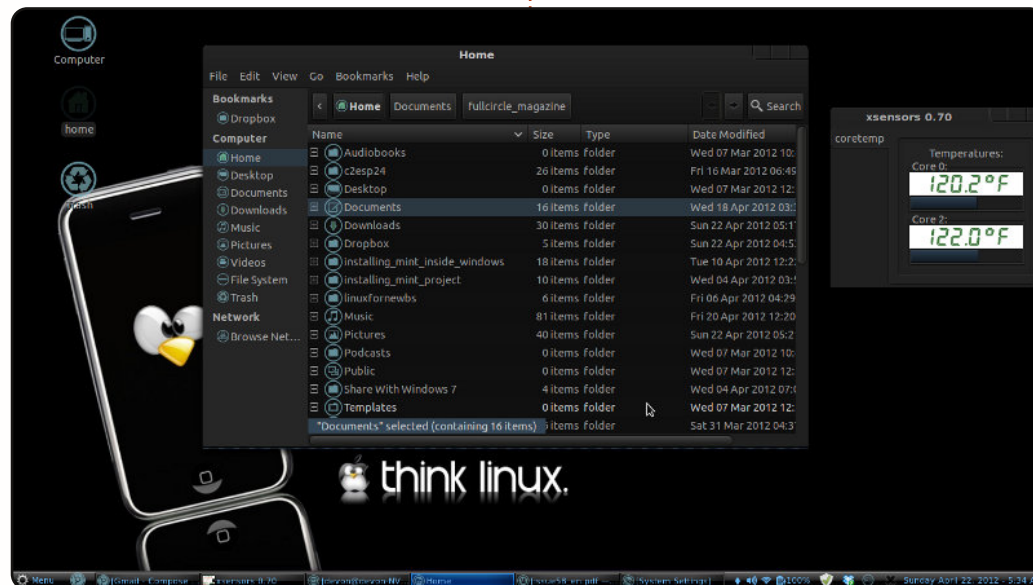 Computer
home
Trash
Home
File Edit View Go Bookmarks Help
Bookmarks
Dropbox
Computer
Home
Desktop
Documents
Downloads
Music
Pictures
Videos
File System
Trash
Network
Browse Net...
Home Documents fullcircle_magazine Search
Name Size Type Date Modified
Audiobooks 0 items folder Wed 07 Mar 2012 10:
c2esp24 26 items folder Fri 16 Mar 2012 06:49
Desktop 0 items folder Wed 07 Mar 2012 12:
Documents 16 items folder Wed 18 Apr 2012 03:
Downloads 30 items folder Sun 22 Apr 2012 05:1
Dropbox 5 items folder Sun 22 Apr 2012 04:5
installing_mint_inside_windows 18 items folder Tue 10 Apr 2012 12:2
installing_mint_project 10 items folder Wed 04 Apr 2012 03:
linuxfornewbs 6 items folder Fri 06 Apr 2012 04:29
Music 81 items folder Fri 20 Apr 2012 12:20
Pictures 40 items folder Sun 22 Apr 2012 05:2
Podcasts 0 items folder Wed 07 Mar 2012 10:
Public 0 items folder Wed 07 Mar 2012 12:
Share With Windows 7 4 items folder Wed 04 Apr 2012 07:
Templates 0 items folder Wed 07 Mar 2012 12:
"Documents" selected (containing 16 items) items folder Sat 31 Mar 2012 04:3
xsensors 0.70
coretemp
Temperatures:
Core 0:
120.2°F
Core 2:
122.0°F
think linux.
Menu [Gmail - Compose xsensors 0.70 [devon@devon-NV Home [issue58_en.pdf -- [System Settings] 100% Sunday April 22, 2012 - 5:34